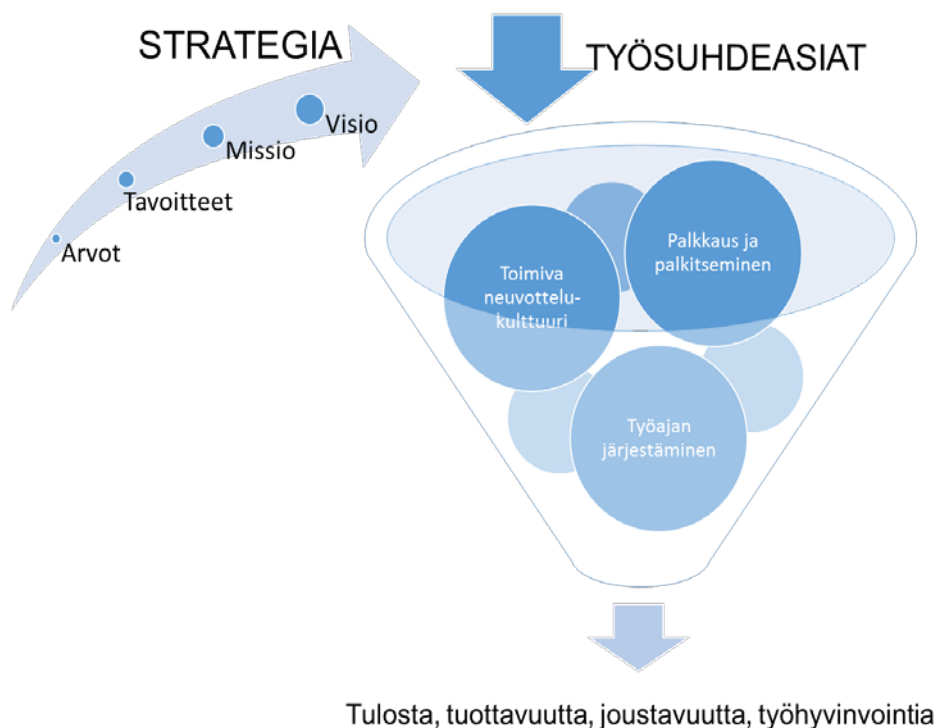 STRATEGIA
Visio
Missio
Tavoitteet
Arvot
TYÖSUHDEASIAT
Palkkaus ja
palkitseminen
Toimiva
neuvottelu-
kulttuuri
Työajan
järjestäminen
Tulosta, tuottavuutta, joustavuutta, työhyvinvointia